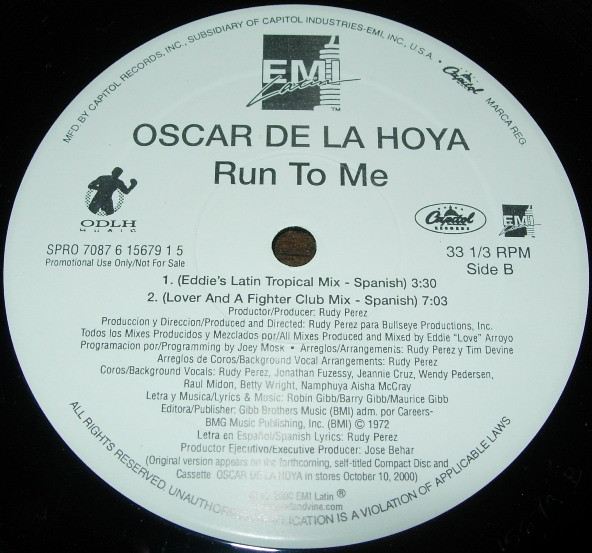 MFD. BY CAPITOL RECORDS, INC., SUBSIDIARY OF CAPITOL INDUSTRIES-EMI, INC., U.S.A. • Capitol MARCA REG.
EMI
Latin
TM
OSCAR DE LA HOYA
Run To Me
ODLH
MUSIC
Capitol
RECORDS
EMI
Latin
SPRO 7087 6 15679 1 5
Promotional Use Only/Not For Sale
33 1/3 RPM
Side B
1. (Eddie's Latin Tropical Mix - Spanish) 3:30
2. (Lover And A Fighter Club Mix - Spanish) 7:03
Productor/Producer: Rudy Perez
Produccion y Direccion/Produced and Directed: Rudy Perez para Bullseye Productions, Inc.
Todos los Mixes Producidos y Mezclados por/All Mixes Produced and Mixed by Eddie "Love" Arroyo
Programacion por/Programming by Joey Mosk • Arreglos/Arrangements: Rudy Perez y Tim Devine
Arreglos de Coros/Background Vocal Arrangements: Rudy Perez
Coros/Background Vocals: Rudy Perez, Jonathan Fuzessy, Jeannie Cruz, Wendy Pedersen,
Raul Midon, Betty Wright, Namphuya Aisha McCray
Letra y Musica/Lyrics & Music: Robin Gibb/Barry Gibb/Maurice Gibb
Editora/Publisher: Gibb Brothers Music (BMI) adm. por Careers-
BMG Music Publishing, Inc. (BMI) © 1972
Letra en Español/Spanish Lyrics: Rudy Perez
Productor Ejecutivo/Executive Producer: Jose Behar
(Original version appears on the forthcoming, self-titled Compact Disc and
Cassette OSCAR DE LA HOYA in stores October 10, 2000)
2000 EMI Latin ®
ALL RIGHTS RESERVED. UNAUTHORIZED DUPLICATION IS A VIOLATION OF APPLICABLE LAWS